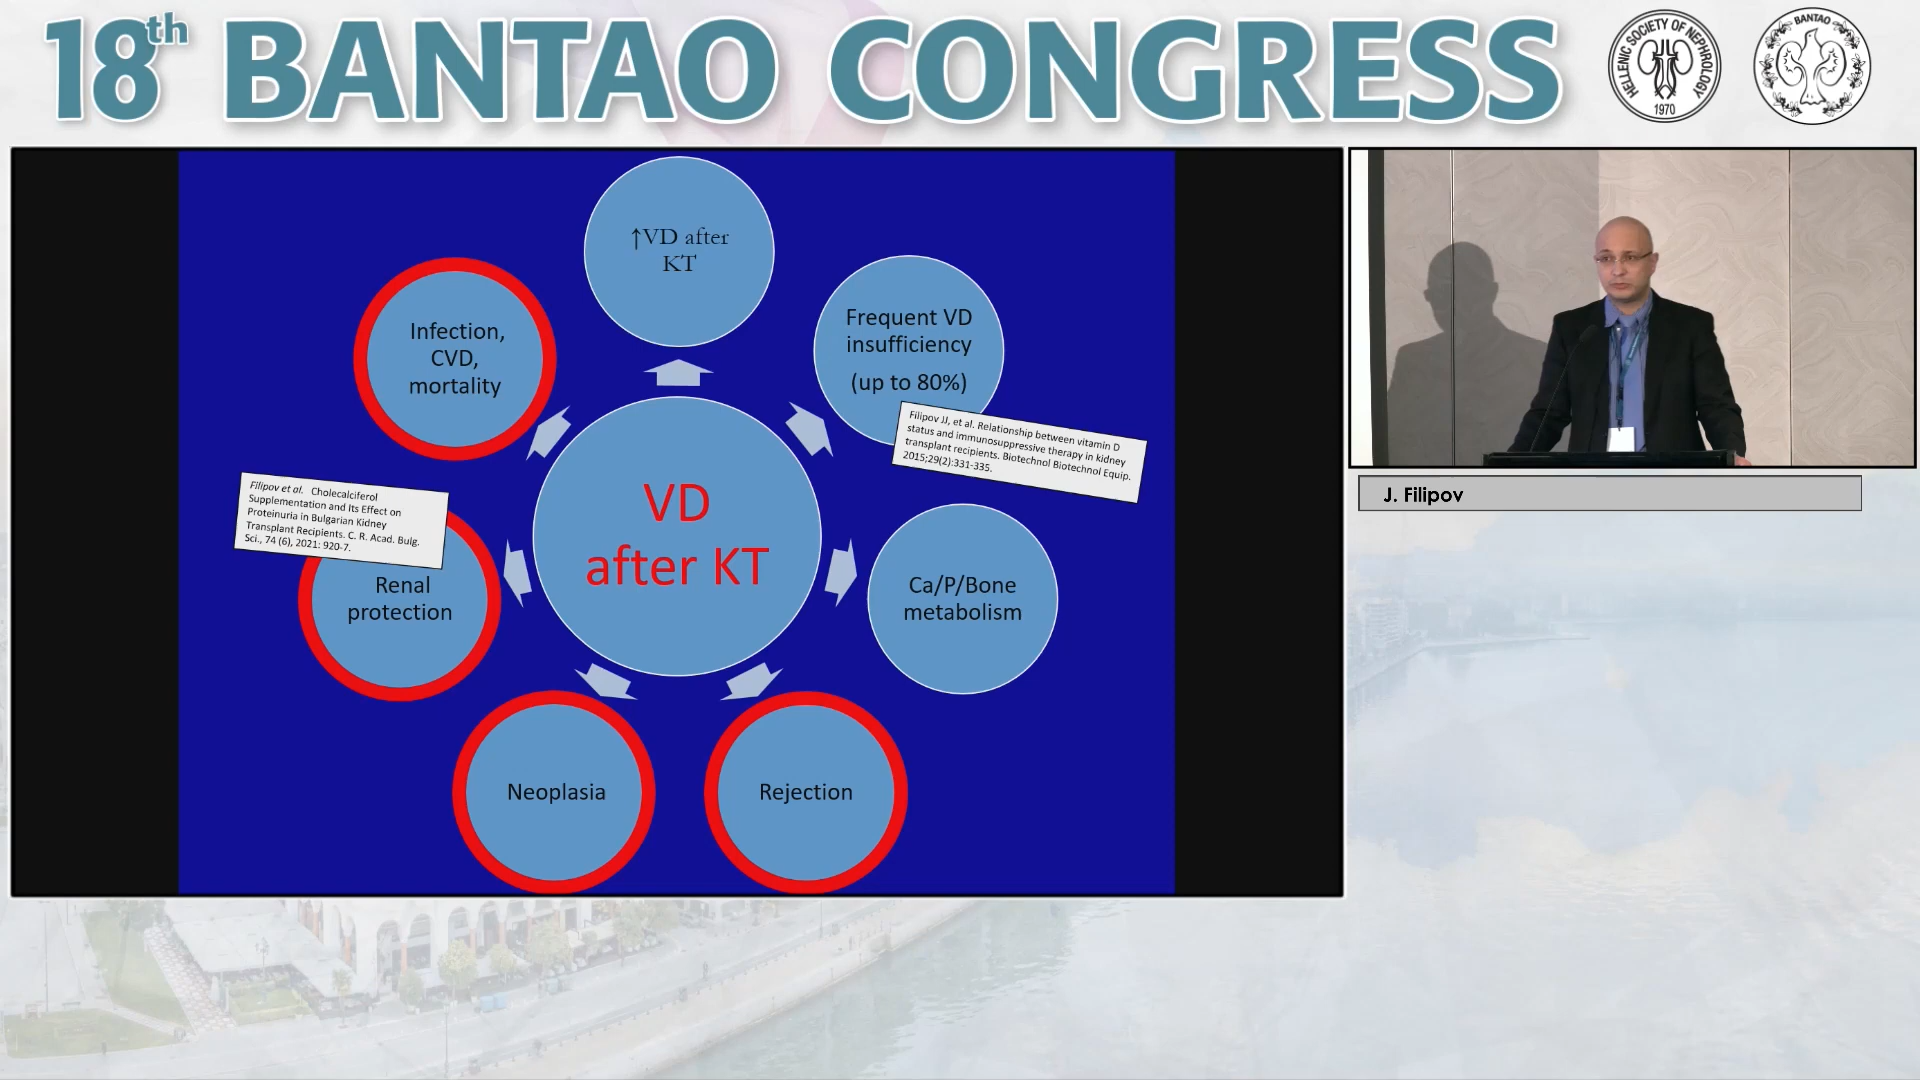 18th BANTAO CONGRESS
HELLENIC SOCIETY OF NEPHROLOGY
1970
BANTAO
↑VD after
KT
Infection,
CVD,
mortality
Frequent VD
insufficiency
(up to 80%)
Filipov JJ, et al. Relationship between vitamin D
status and immunosuppressive therapy in kidney
transplant recipients. Biotechnol Biotechnol Equip.
2015;29(2):331-335.
VD
after KT
Filipov et al. Cholecalciferol
Supplementation and Its Effect on
Proteinuria in Bulgarian Kidney
Transplant Recipients. C. R. Acad. Bulg.
Sci., 74 (6), 2021: 920-7.
Renal
protection
Ca/P/Bone
metabolism
Neoplasia
Rejection
J. Filipov